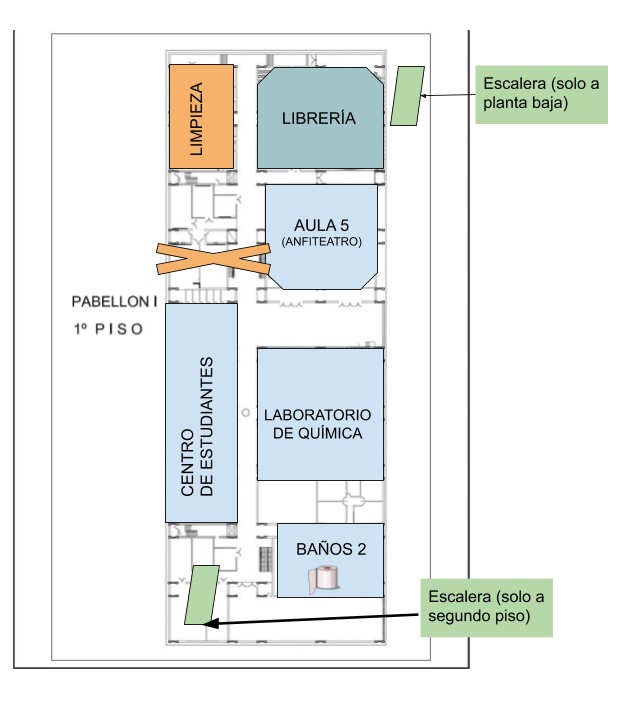 LIMPIEZA
LIBRERÍA
Escalera (solo a
planta baja)
AULA 5
(ANFITEATRO)
PABELLON I
1º PISO
CENTRO
DE ESTUDIANTES
LABORATORIO
DE QUÍMICA
BAÑOS 2
Escalera (solo a
segundo piso)